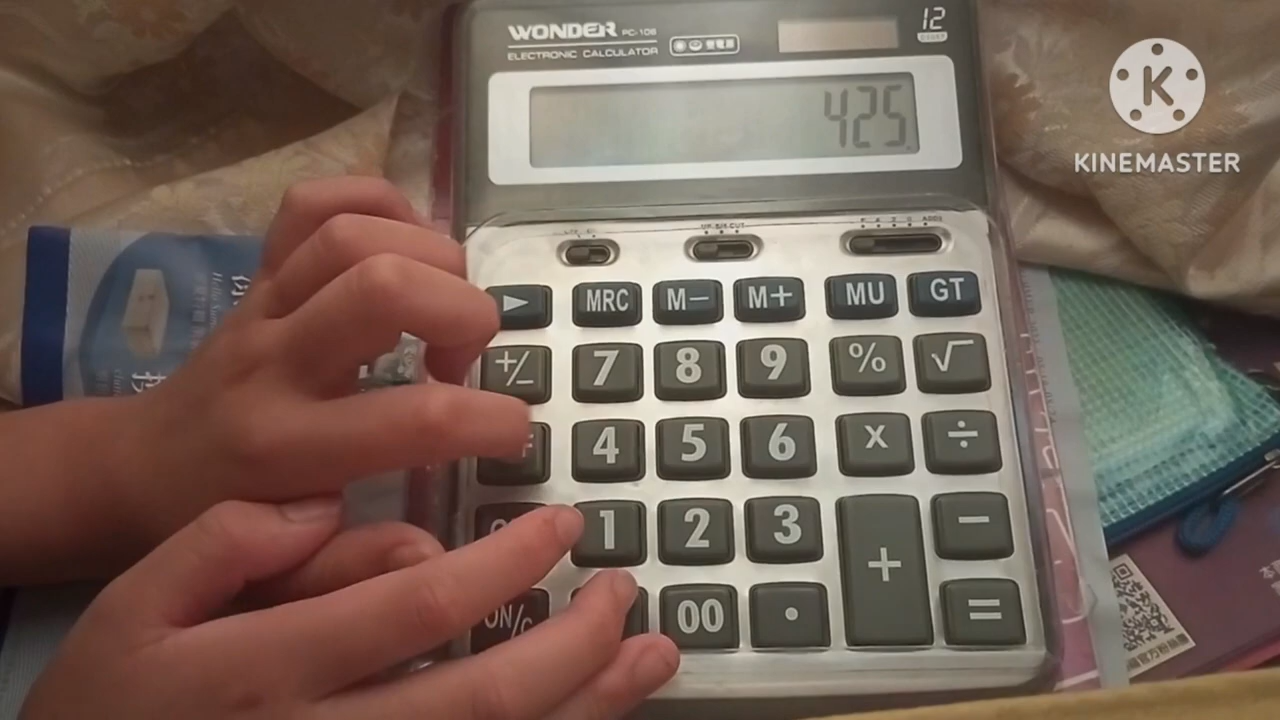 WONDER PC-108
ELECTRONIC CALCULATOR
12
425.
K
KINEMASTER
MRC M− M+ MU GT
+/− 7 8 9 % √
4 5 6 X ÷
1 2 3 −
+
ON/C 00 · =